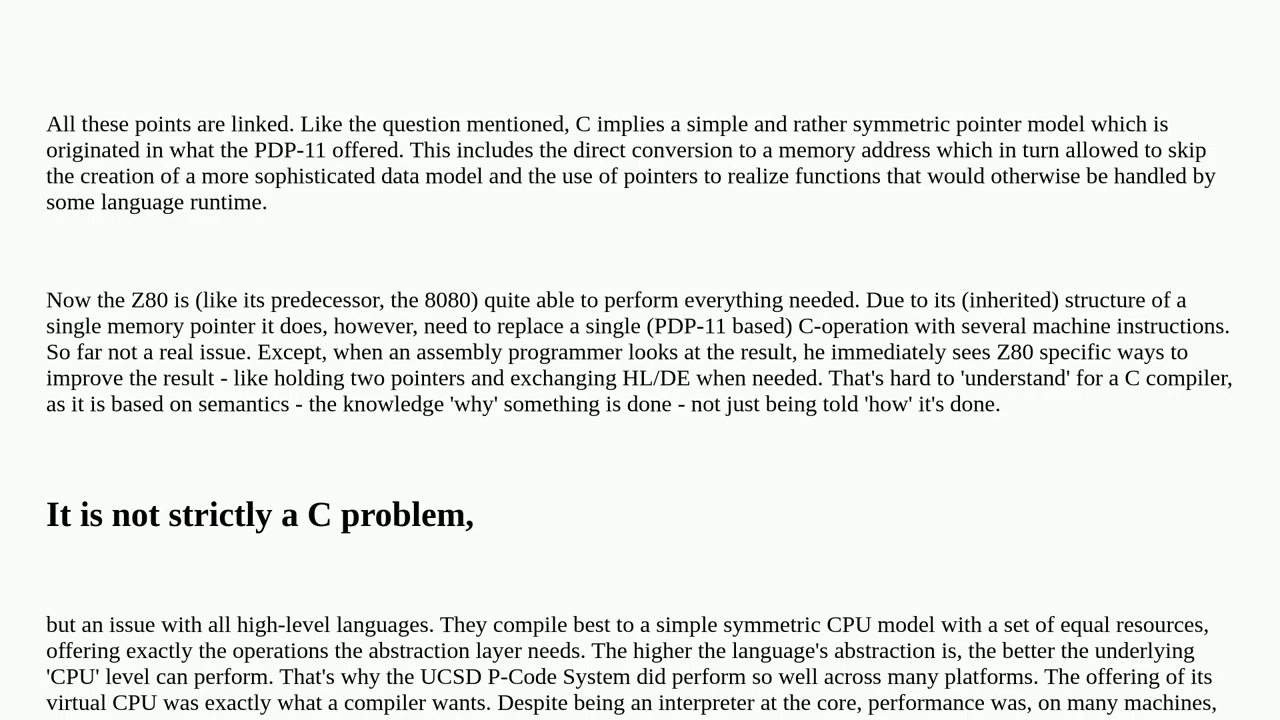 All these points are linked. Like the question mentioned, C implies a simple and rather symmetric pointer model which is
originated in what the PDP-11 offered. This includes the direct conversion to a memory address which in turn allowed to skip
the creation of a more sophisticated data model and the use of pointers to realize functions that would otherwise be handled by
some language runtime.
Now the Z80 is (like its predecessor, the 8080) quite able to perform everything needed. Due to its (inherited) structure of a
single memory pointer it does, however, need to replace a single (PDP-11 based) C-operation with several machine instructions.
So far not a real issue. Except, when an assembly programmer looks at the result, he immediately sees Z80 specific ways to
improve the result - like holding two pointers and exchanging HL/DE when needed. That's hard to 'understand' for a C compiler,
as it is based on semantics - the knowledge 'why' something is done - not just being told 'how' it's done.
It is not strictly a C problem,
but an issue with all high-level languages. They compile best to a simple symmetric CPU model with a set of equal resources,
offering exactly the operations the abstraction layer needs. The higher the language's abstraction is, the better the underlying
'CPU' level can perform. That's why the UCSD P-Code System did perform so well across many platforms. The offering of its
virtual CPU was exactly what a compiler wants. Despite being an interpreter at the core, performance was, on many machines,